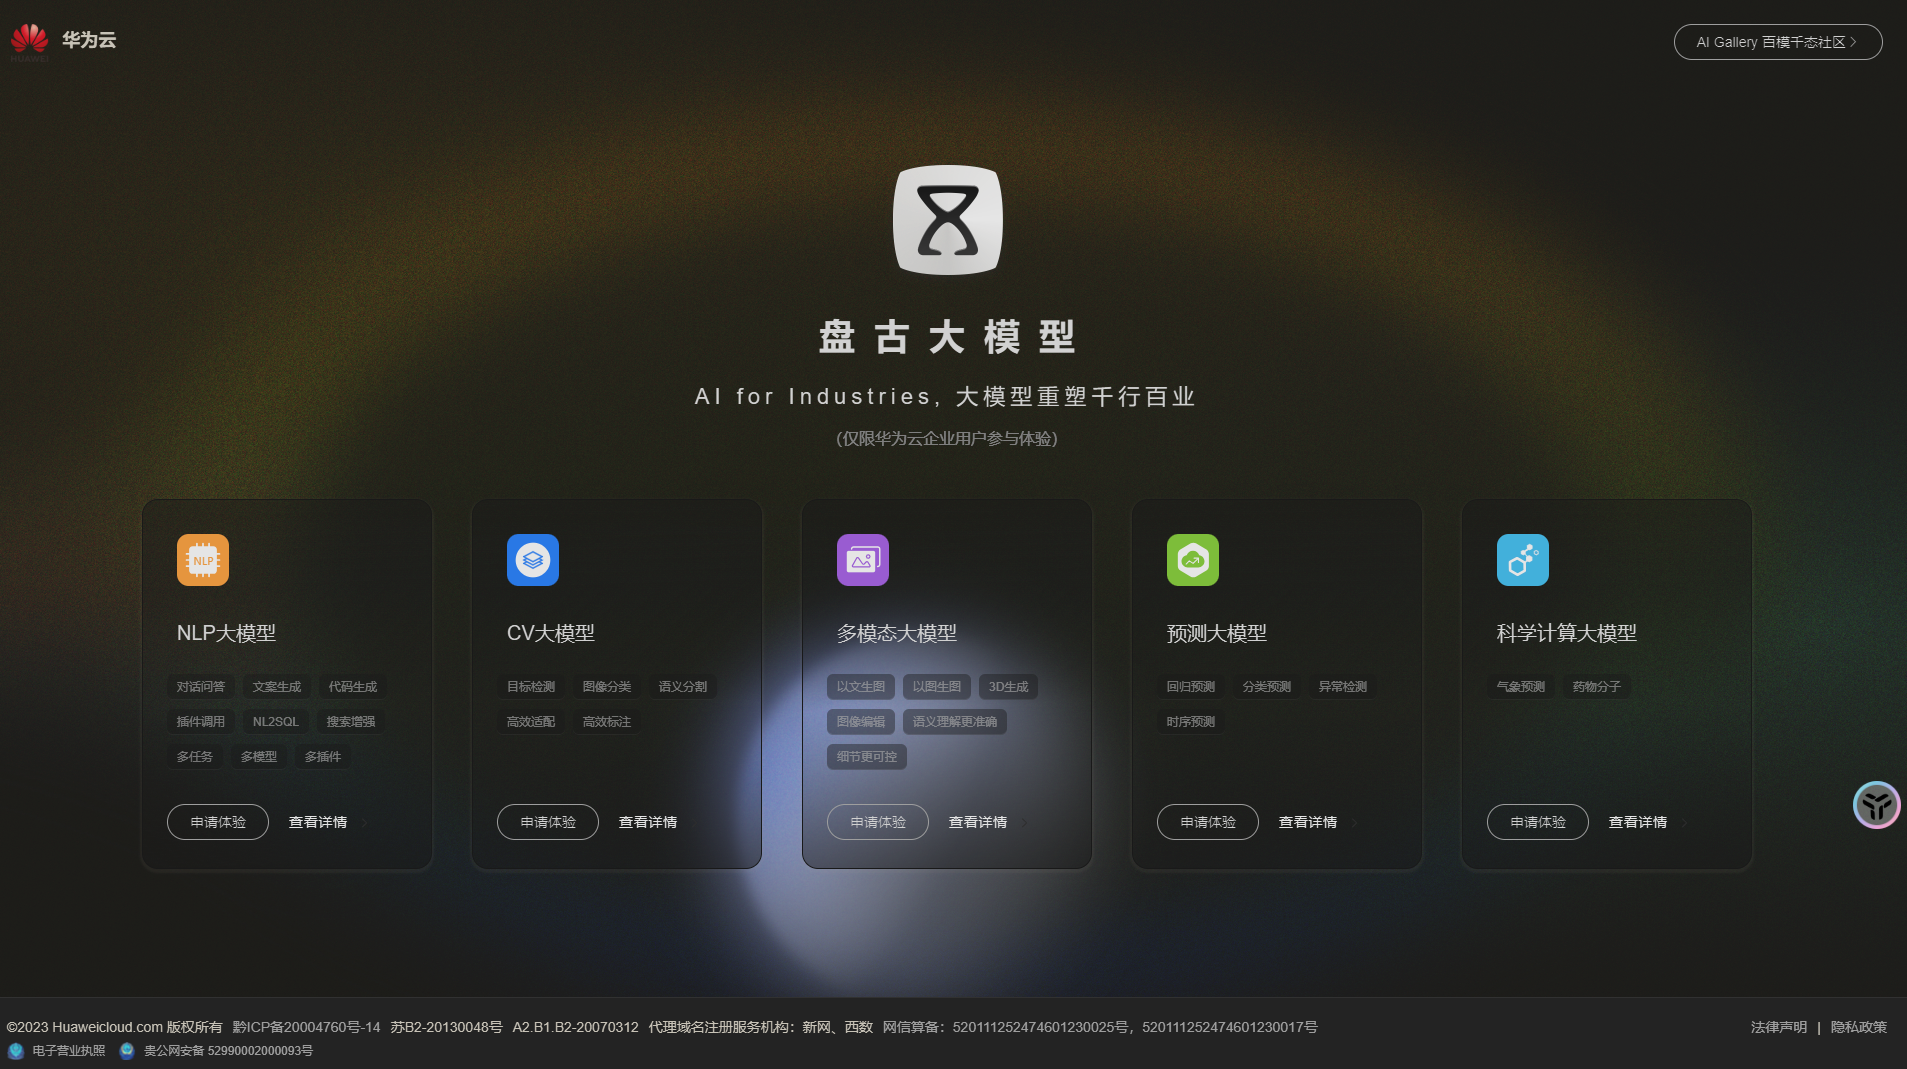 华为云
HUAWEI
AI Gallery 百模千态社区
盘古大模型
AI for Industries, 大模型重塑千行百业
(仅限华为云企业用户参与体验)
NLP
NLP大模型
对话问答 文案生成 代码生成
插件调用 NL2SQL 搜索增强
多任务 多模型 多插件
申请体验 查看详情
CV大模型
目标检测 图像分类 语义分割
高效适配 高效标注
申请体验 查看详情
多模态大模型
以文生图 以图生图 3D生成
图像编辑 语义理解更准确
细节更可控
申请体验 查看详情
预测大模型
回归预测 分类预测 异常检测
时序预测
申请体验 查看详情
科学计算大模型
气象预测 药物分子
申请体验 查看详情
©2023 Huaweicloud.com 版权所有 黔ICP备20004760号-14 苏B2-20130048号 A2.B1.B2-20070312 代理域名注册服务机构：新网、西数 网信算备：520111252474601230025号，520111252474601230017号
法律声明 | 隐私政策
电子营业执照 贵公网安备 52990002000093号